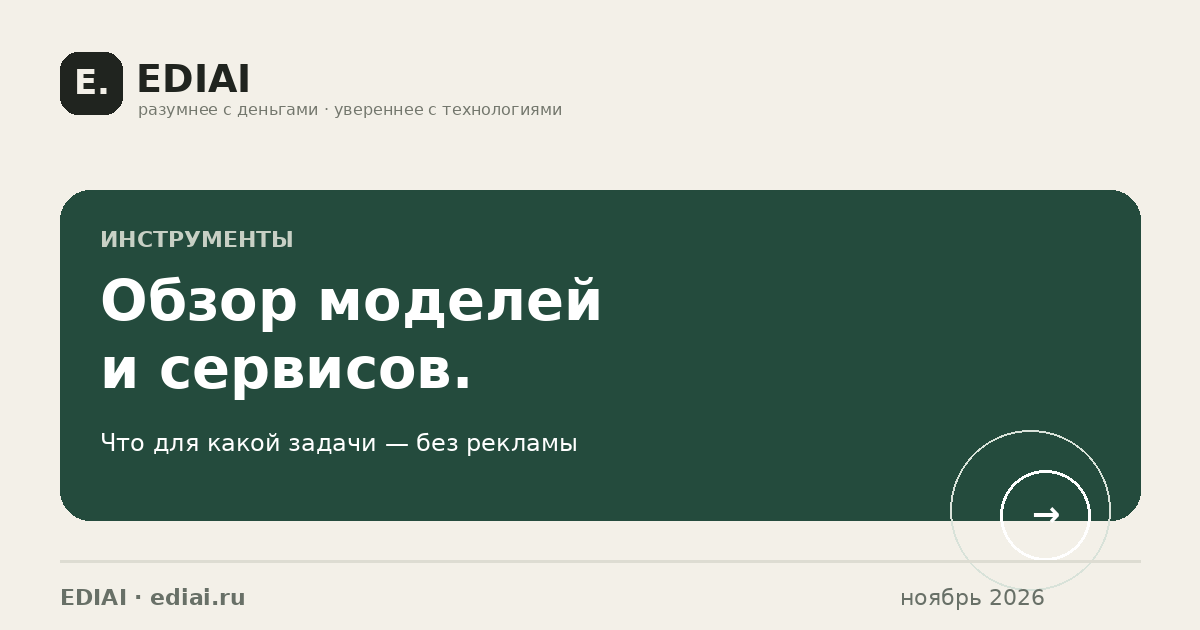 E.
EDIAI
разумнее с деньгами · увереннее с технологиями
ИНСТРУМЕНТЫ
Обзор моделей
и сервисов.
Что для какой задачи — без рекламы
→
EDIAI · ediai.ru
ноябрь 2026